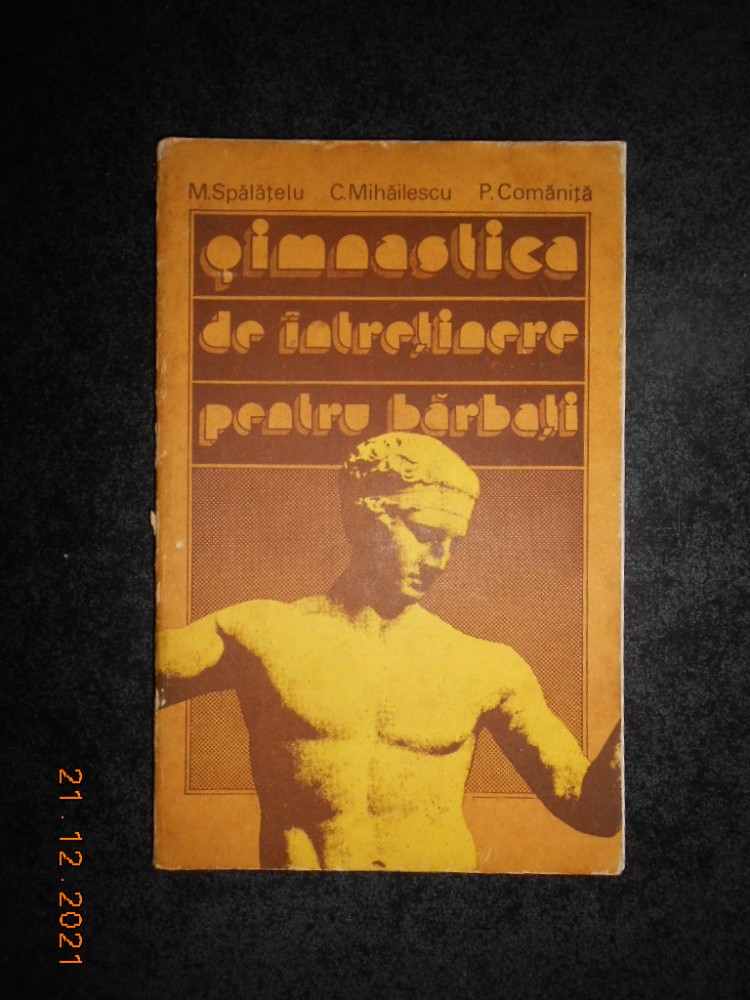 M.Spălățelu C.Mihăilescu P.Comăniță
gimnastica
de întreținere
pentru bărbați
21.12.2021